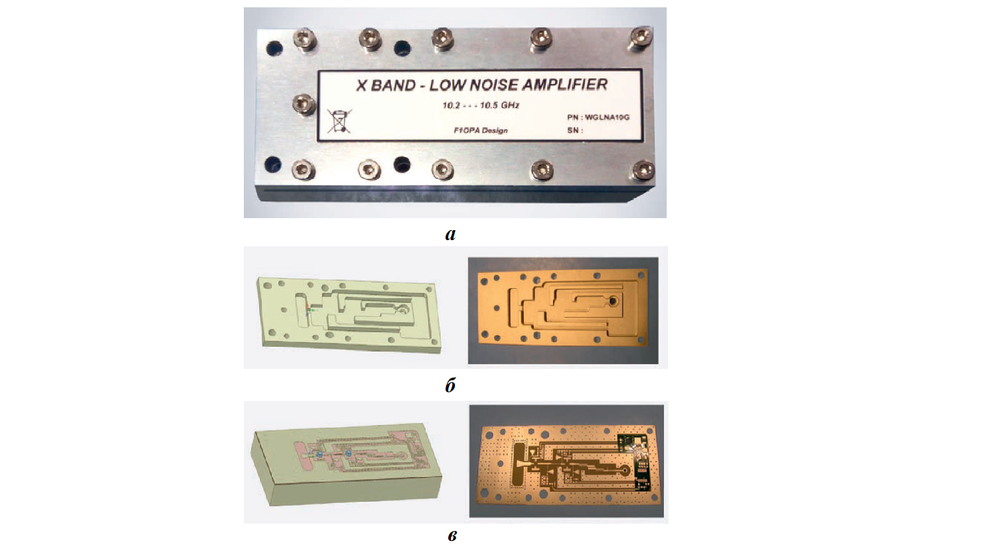 X BAND - LOW NOISE AMPLIFIER
10.2 - - - 10.5 GHz
PN : WGLNA10G
F1OPA Design
SN :
а
б
в